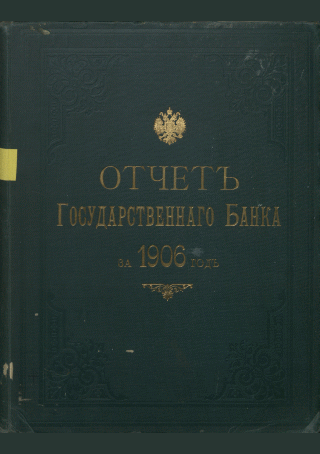 ОТЧЕТЪ
ГОСУДАРСТВЕННАГО БАНКА
ЗА 1906 ГОДЪ